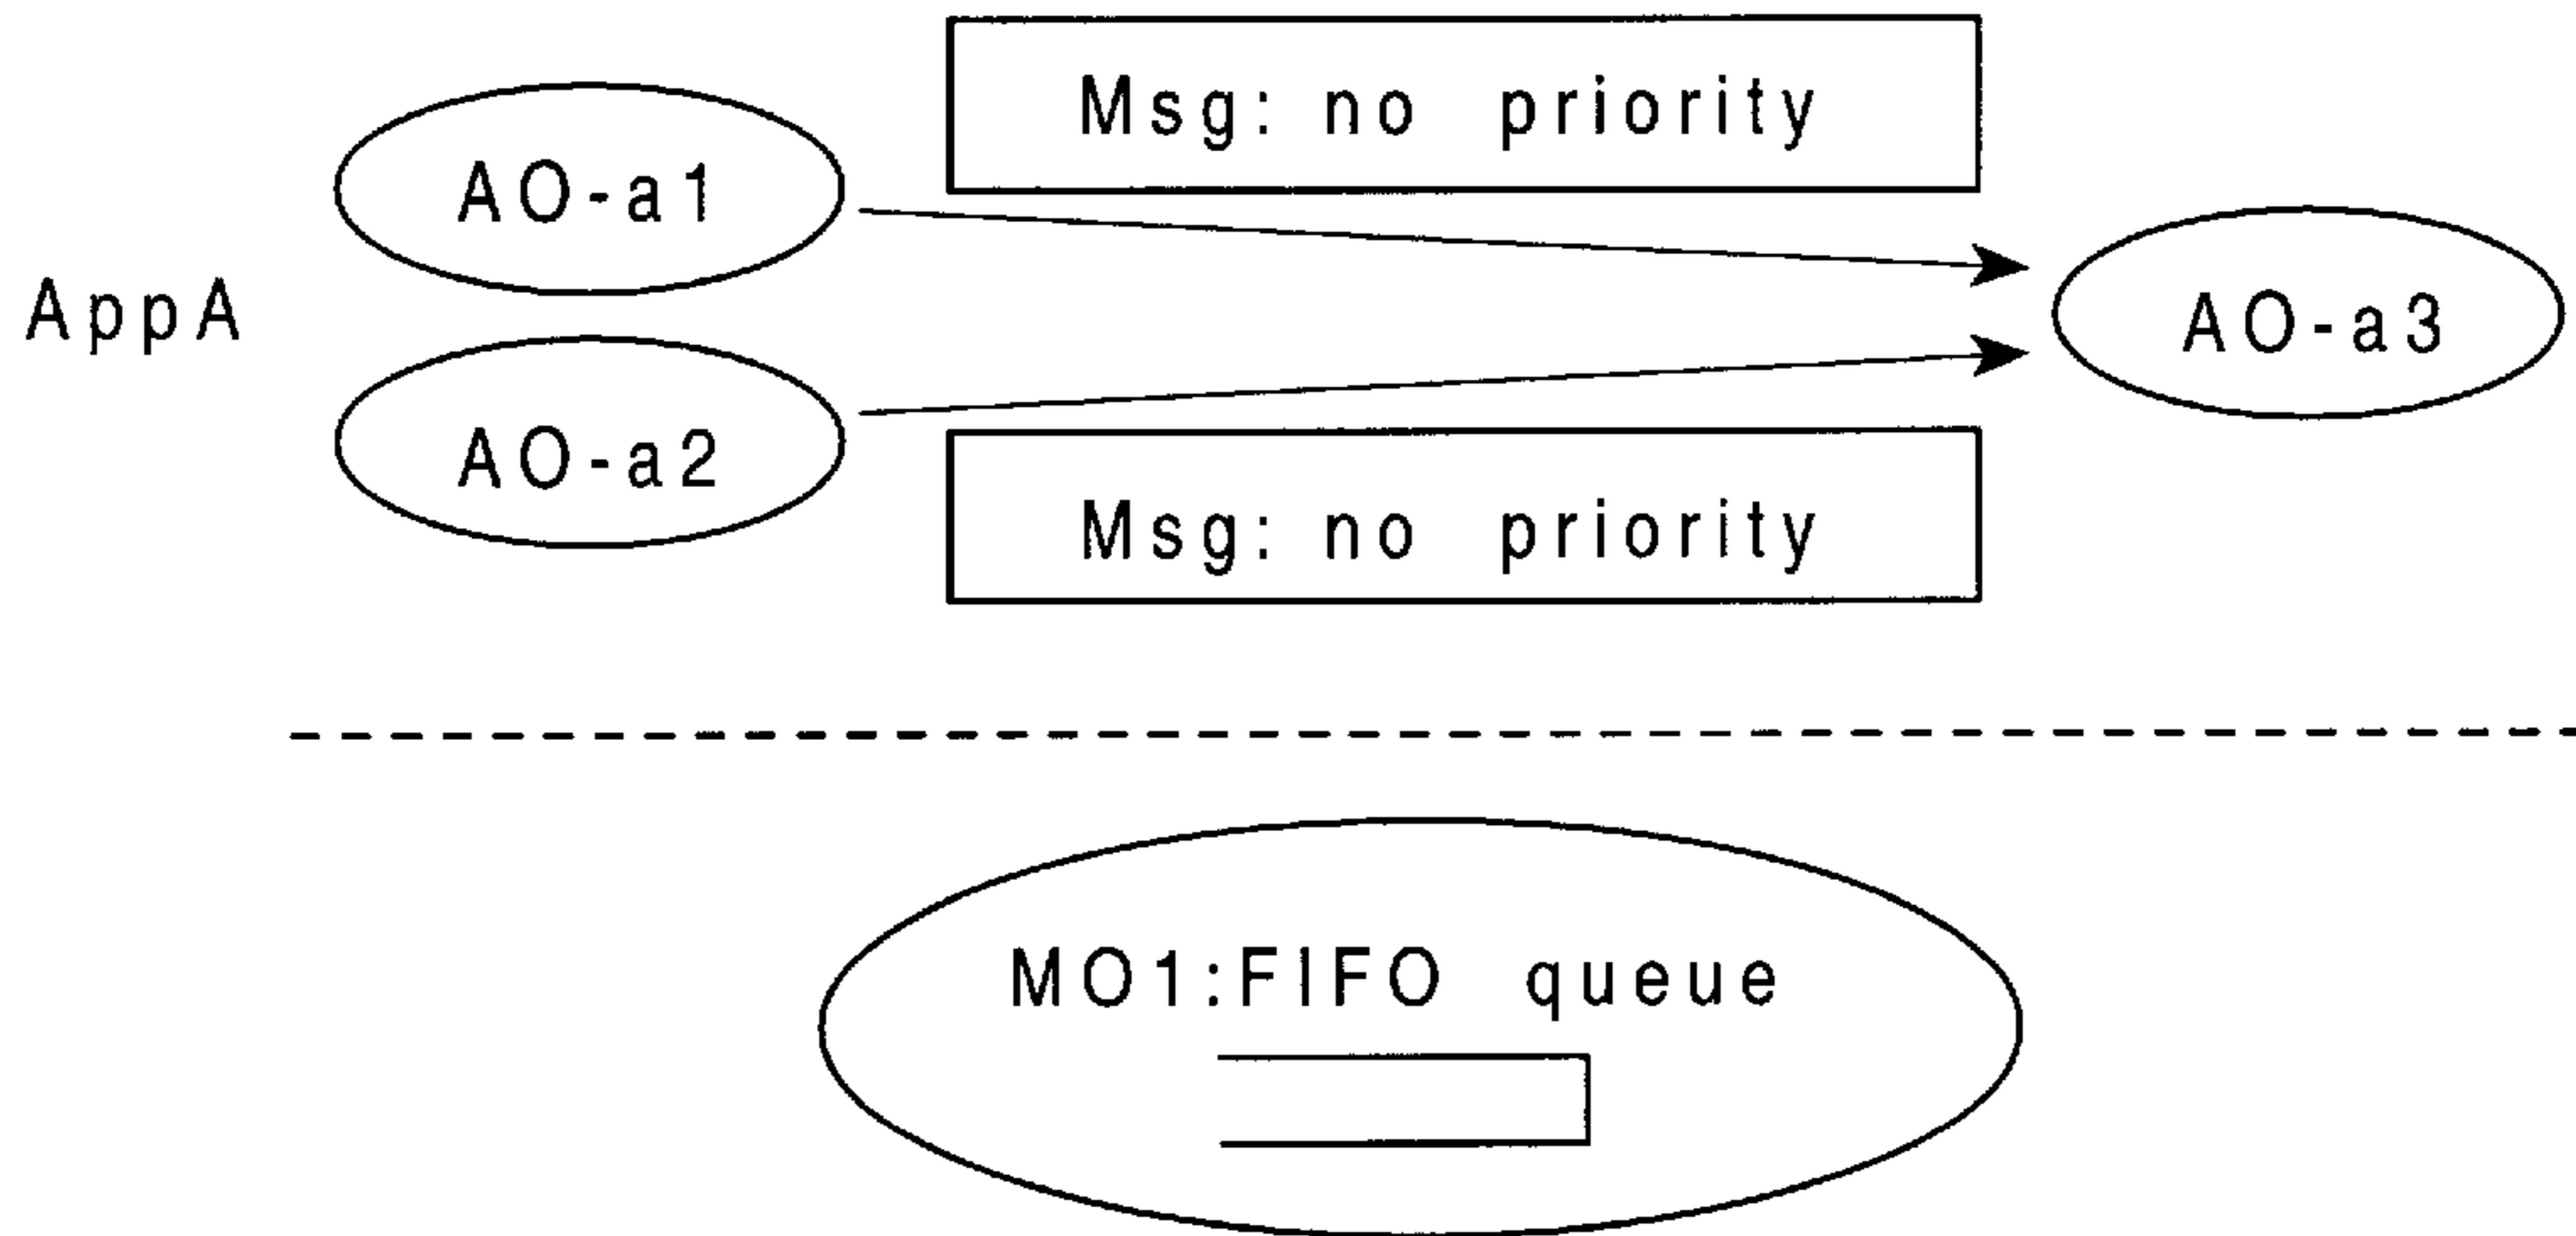 Msg: no priority
AO-a1
AppA
AO-a3
AO-a2
Msg: no priority
MO1:FIFO queue